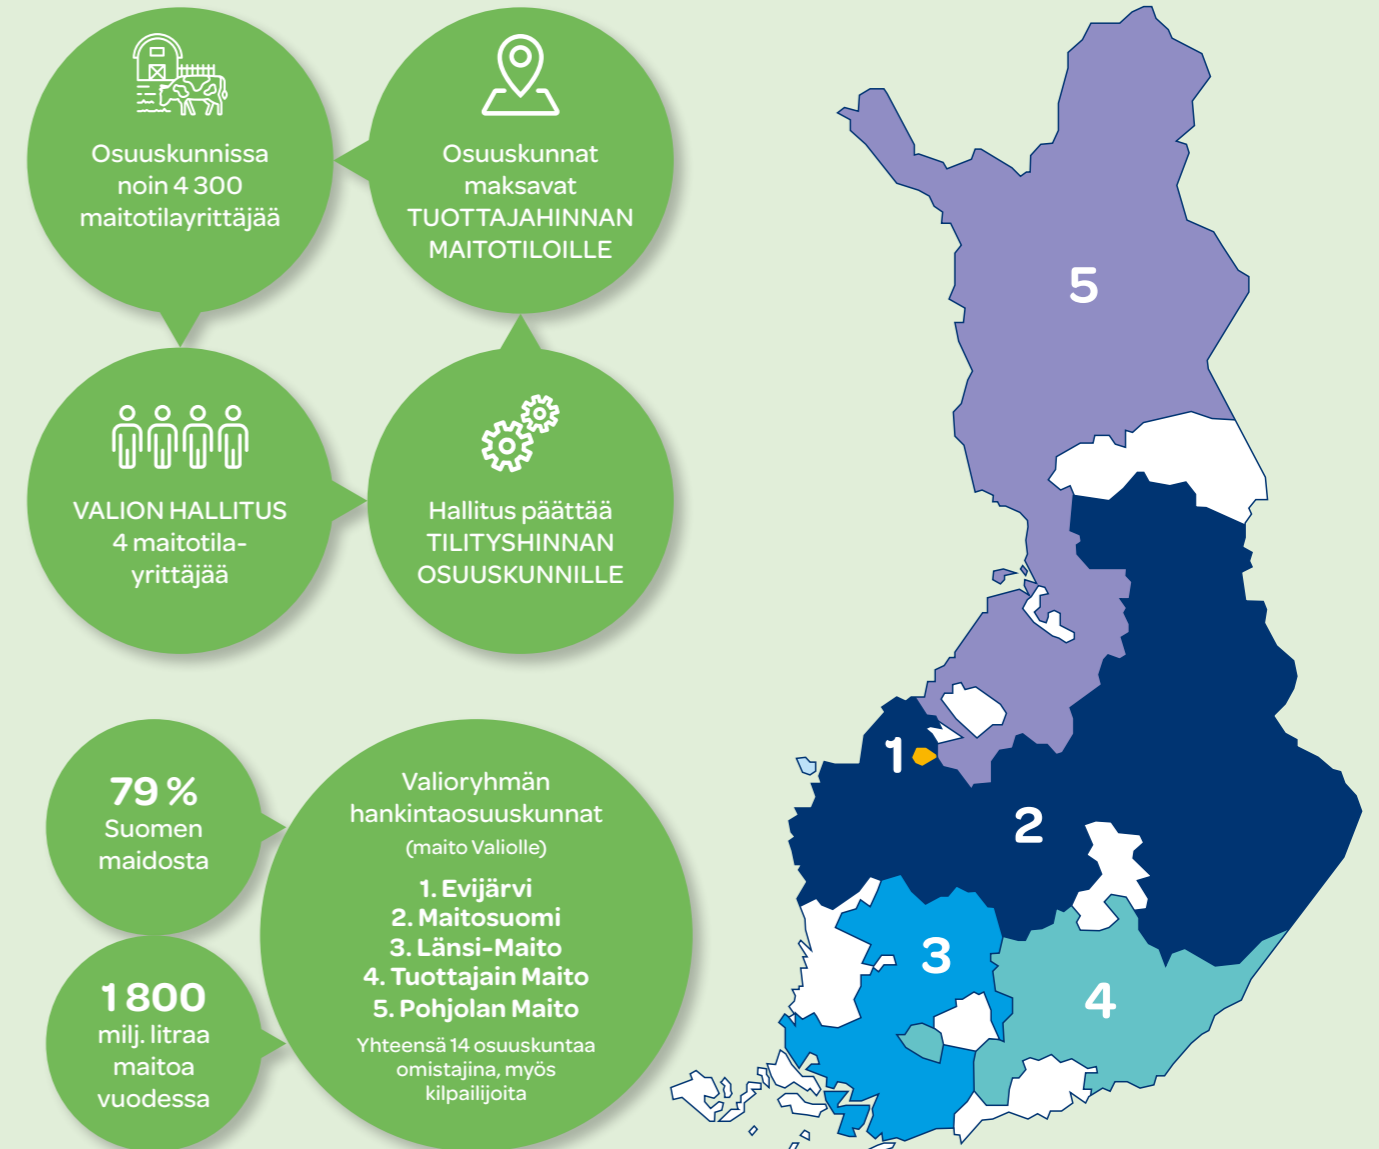 Osuuskunnissa
noin 4 300
maitotilayrittäjää
Osuuskunnat
maksavat
TUOTTAJAHINNAN
MAITOTILOILLE
VALION HALLITUS
4 maitotila-
yrittäjää
Hallitus päättää
TILITYSHINNAN
OSUUSKUNNILLE
79 %
Suomen
maidosta
1 800
milj. litraa
maitoa
vuodessa
Valioryhmän
hankintaosuuskunnat
(maito Valiolle)
1. Evijärvi
2. Maitosuomi
3. Länsi-Maito
4. Tuottajain Maito
5. Pohjolan Maito
Yhteensä 14 osuuskuntaa
omistajina, myös
kilpailijoita
5
1
2
3
4